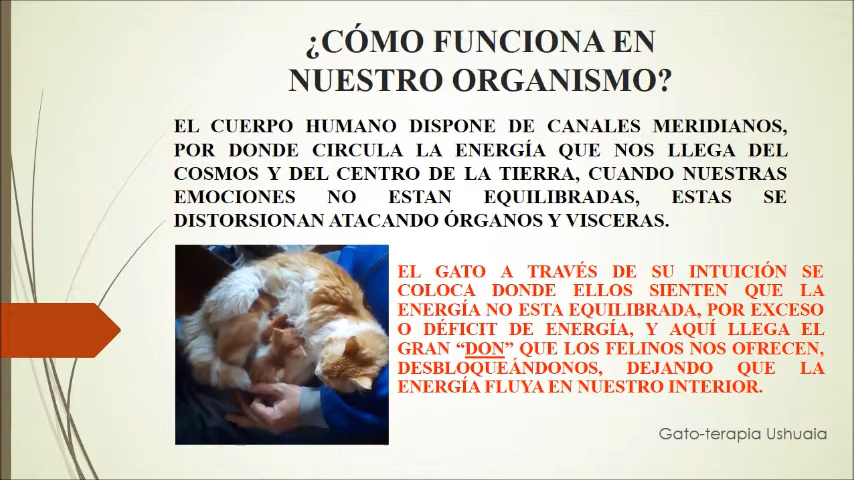 ¿CÓMO FUNCIONA EN
NUESTRO ORGANISMO?
EL CUERPO HUMANO DISPONE DE CANALES MERIDIANOS,
POR DONDE CIRCULA LA ENERGÍA QUE NOS LLEGA DEL
COSMOS Y DEL CENTRO DE LA TIERRA, CUANDO NUESTRAS
EMOCIONES NO ESTAN EQUILIBRADAS, ESTAS SE
DISTORSIONAN ATACANDO ÓRGANOS Y VISCERAS.
EL GATO A TRAVÉS DE SU INTUICIÓN SE
COLOCA DONDE ELLOS SIENTEN QUE LA
ENERGÍA NO ESTA EQUILIBRADA, POR EXCESO
O DÉFICIT DE ENERGÍA, Y AQUÍ LLEGA EL
GRAN “DON” QUE LOS FELINOS NOS OFRECEN,
DESBLOQUEÁNDONOS, DEJANDO QUE LA
ENERGÍA FLUYA EN NUESTRO INTERIOR.
Gato-terapia Ushuaia